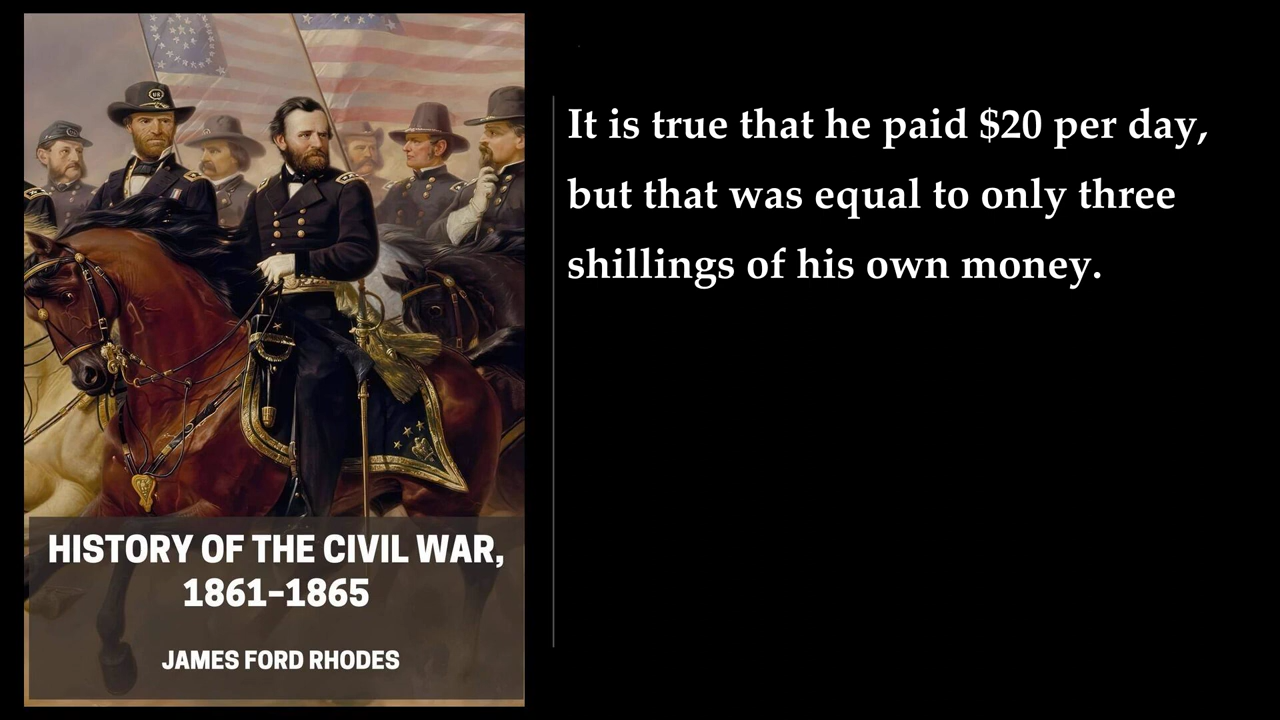 It is true that he paid $20 per day,
but that was equal to only three
shillings of his own money.
HISTORY OF THE CIVIL WAR,
1861–1865
JAMES FORD RHODES